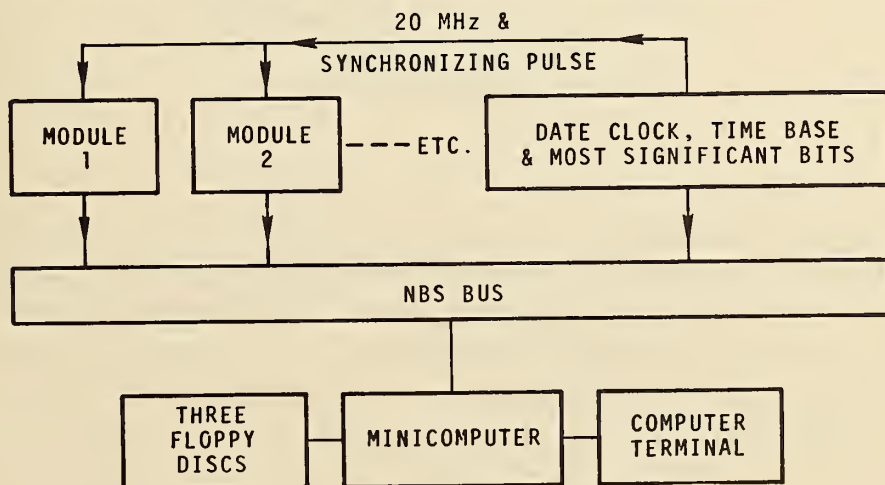 20 MHz &
SYNCHRONIZING PULSE
MODULE
1
MODULE
2
---ETC.
DATE CLOCK, TIME BASE
& MOST SIGNIFICANT BITS
NBS BUS
THREE
FLOPPY
DISCS
MINICOMPUTER
COMPUTER
TERMINAL